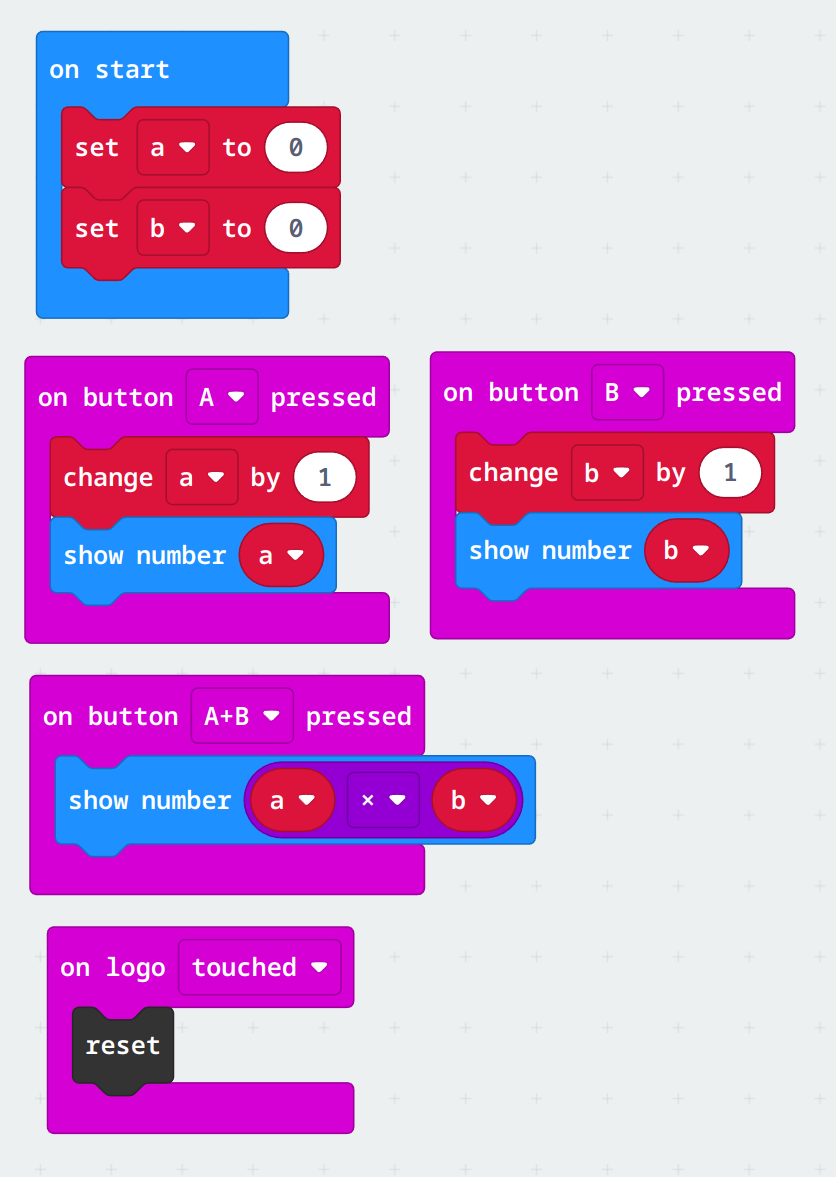 on start
set a to 0
set b to 0
on button A pressed
change a by 1
show number a
on button B pressed
change b by 1
show number b
on button A+B pressed
show number a × b
on logo touched
reset